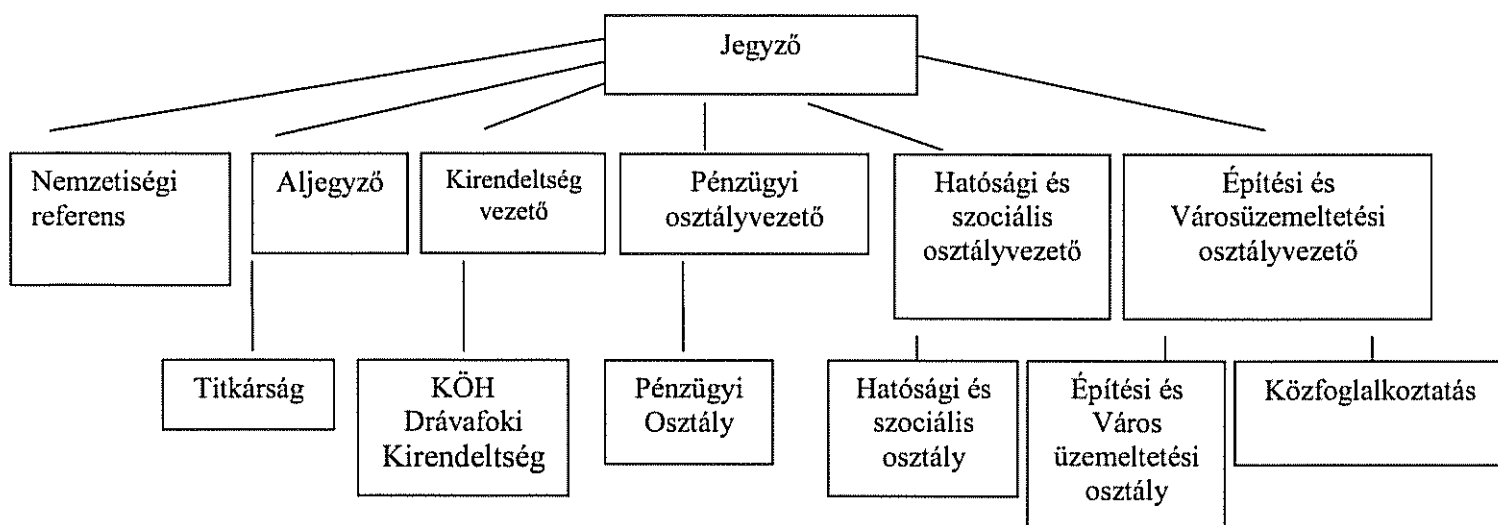 Jegyző
Nemzetiségi
referens
Aljegyző
Kirendeltség
vezető
Pénzügyi
osztályvezető
Hatósági és
szociális
osztályvezető
Építési és
Városüzemeltetési
osztályvezető
Titkárság
KÖH
Drávafoki
Kirendeltség
Pénzügyi
Osztály
Hatósági és
szociális
osztály
Építési és
Város
üzemeltetési
osztály
Közfoglalkoztatás